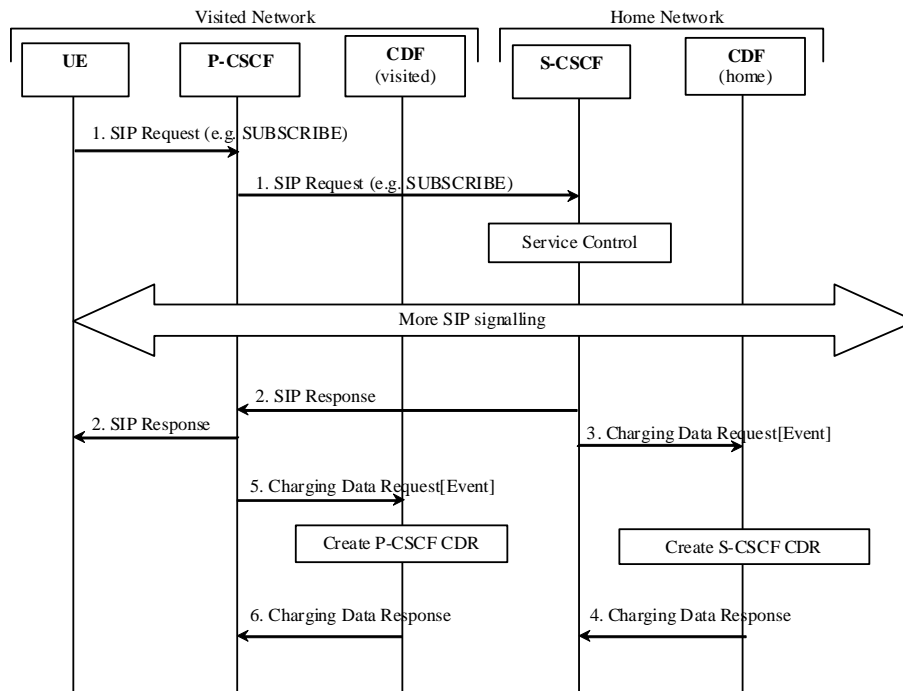 Visited Network
Home Network
UE
P-CSCF
CDF
(visited)
S-CSCF
CDF
(home)
1. SIP Request (e.g. SUBSCRIBE)
1. SIP Request (e.g. SUBSCRIBE)
Service Control
More SIP signalling
2. SIP Response
2. SIP Response
3. Charging Data Request[Event]
5. Charging Data Request[Event]
Create P-CSCF CDR
Create S-CSCF CDR
6. Charging Data Response
4. Charging Data Response